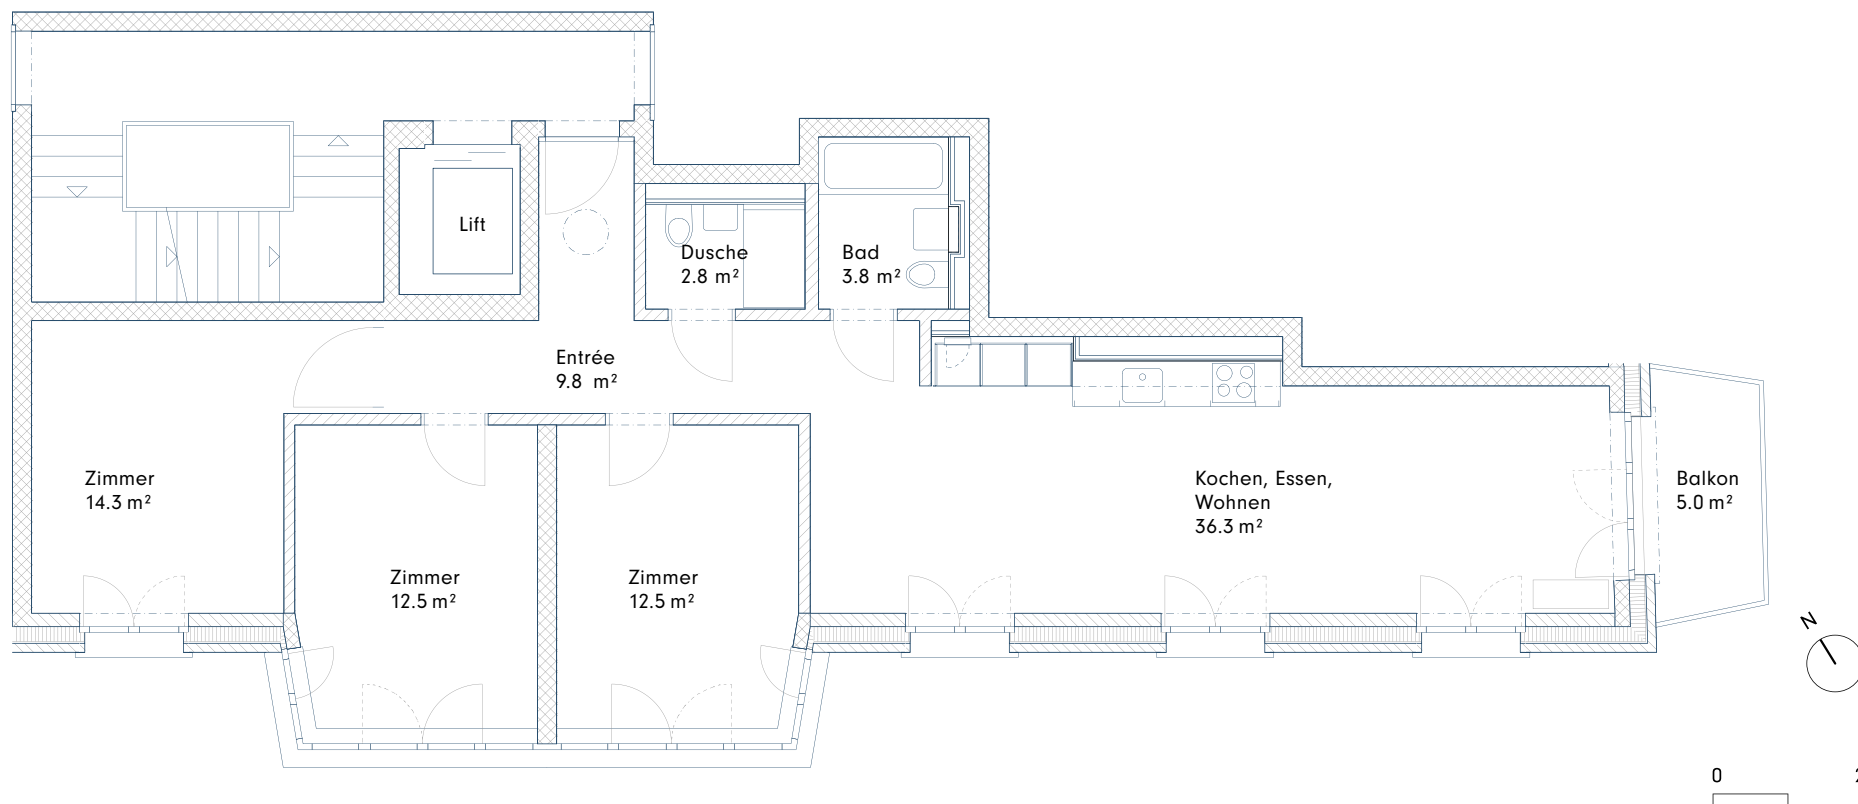 Lift
Dusche
2.8 m²
Bad
3.8 m²
Entrée
9.8 m²
Zimmer
14.3 m²
Zimmer
12.5 m²
Zimmer
12.5 m²
Kochen, Essen,
Wohnen
36.3 m²
Balkon
5.0 m²
N
0